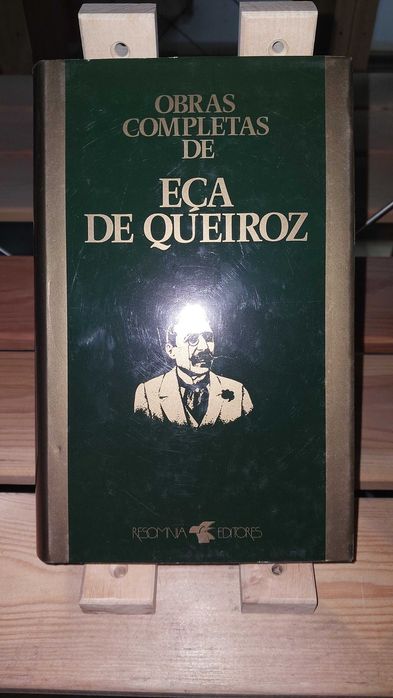 OBRAS
COMPLETAS
DE
EÇA
DE QUEIROZ
RESOMNIA EDITORES